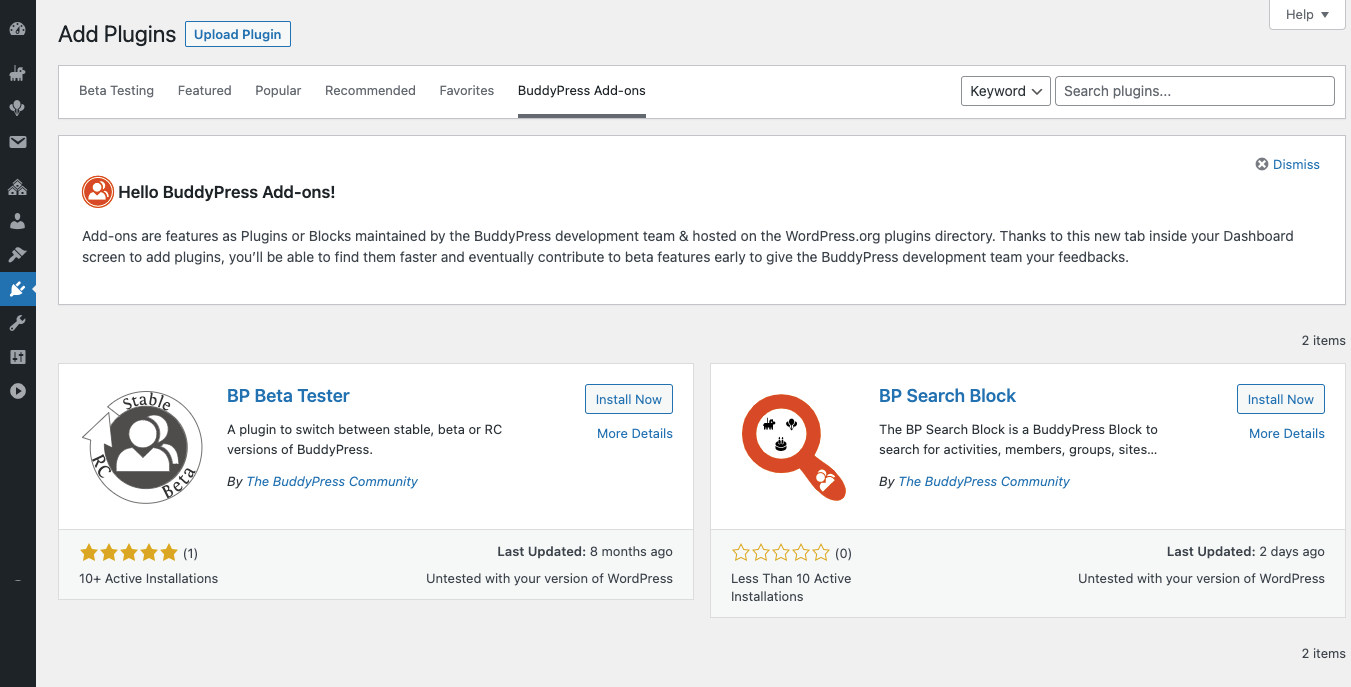 Help
Add Plugins Upload Plugin
Beta Testing Featured Popular Recommended Favorites BuddyPress Add-ons Keyword Search plugins...
Dismiss
Hello BuddyPress Add-ons!
Add-ons are features as Plugins or Blocks maintained by the BuddyPress development team & hosted on the WordPress.org plugins directory. Thanks to this new tab inside your Dashboard
screen to add plugins, you’ll be able to find them faster and eventually contribute to beta features early to give the BuddyPress development team your feedbacks.
2 items
Stable
RC
Beta
BP Beta Tester
Install Now
A plugin to switch between stable, beta or RC
versions of BuddyPress.
More Details
By The BuddyPress Community
(1)
Last Updated: 8 months ago
10+ Active Installations
Untested with your version of WordPress
BP Search Block
Install Now
The BP Search Block is a BuddyPress Block to
search for activities, members, groups, sites…
More Details
By The BuddyPress Community
(0)
Last Updated: 2 days ago
Less Than 10 Active
Installations
Untested with your version of WordPress
2 items